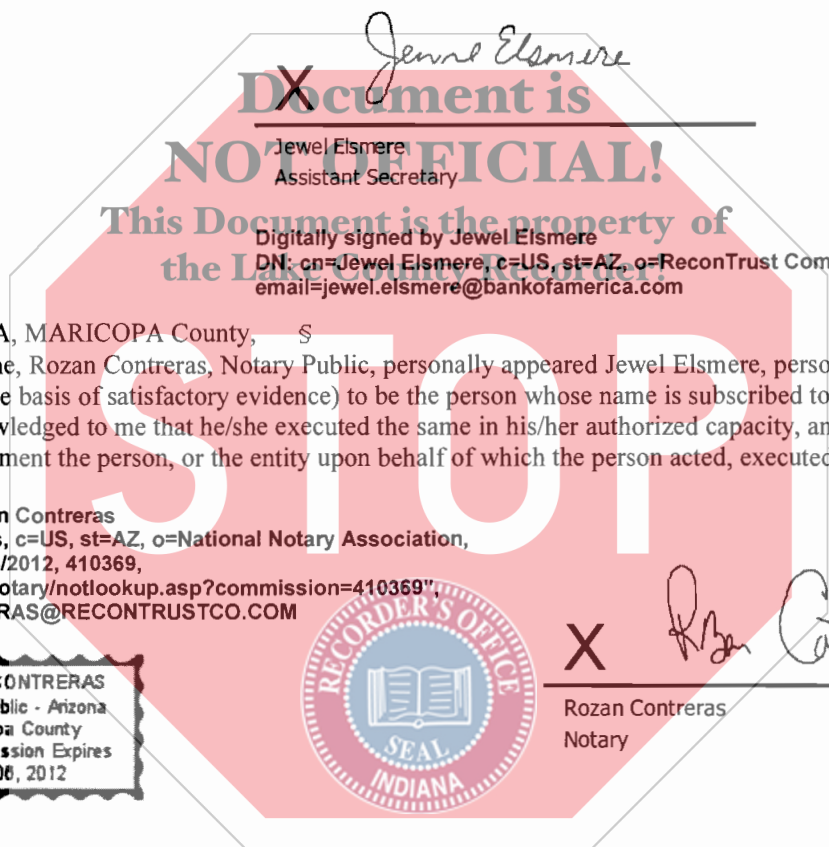 Jewel Elsmere
X
Document is
NOT OFFICIAL!
Jewel Elsmere
Assistant Secretary
This Document is the property of
the Lake County Recorder!
Digitally signed by Jewel Elsmere
DN: cn=Jewel Elsmere, c=US, st=AZ, o=ReconTrust Com
email=jewel.elsmere@bankofamerica.com
A, MARICOPA County, §
ne, Rozan Contreras, Notary Public, personally appeared Jewel Elsmere, perso
e basis of satisfactory evidence) to be the person whose name is subscribed to
wledged to me that he/she executed the same in his/her authorized capacity, an
ment the person, or the entity upon behalf of which the person acted, executed
STOP
n Contreras
s, c=US, st=AZ, o=National Notary Association,
/2012, 410369,
otary/notlookup.asp?commission=410369",
RAS@RECONTRUSTCO.COM
RECORDER'S OFFICE
SEAL
INDIANA
X
Rozan Contreras
Notary
CONTRERAS
blic - Arizona
pa County
ssion Expires
06, 2012